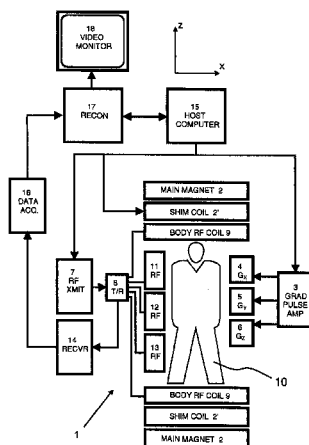 18
VIDEO
MONITOR
Z
X
17
RECON
15
HOST
COMPUTER
16
DATA
ACQ.
MAIN MAGNET 2
SHIM COIL 2'
BODY RF COIL 9
7
RF
XMIT
8
T/R
11
RF
12
RF
13
RF
4
Gx
5
Gy
6
Gz
3
GRAD
PULSE
AMP
14
RECVR
10
1
BODY RF COIL 9
SHIM COIL 2'
MAIN MAGNET 2